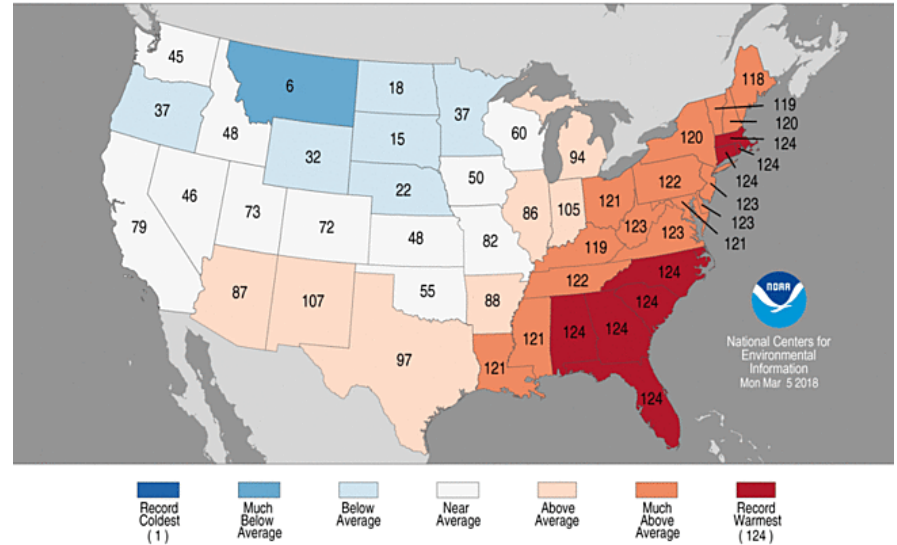 45
118
6
18
119
37
37
120
120
48
60
124
15
94
124
32
50
122
124
22
121
123
46
86
105
123
73
72
123
121
79
48
82
119
123
122
124
124
87
107
55
88
124
124
121
97
121
124
NOAA
National Centers for
Environmental
Information
Mon Mar 5 2018
Record
Coldest
(1)
Much
Below
Average
Below
Average
Near
Average
Above
Average
Much
Above
Average
Record
Warmest
(124)